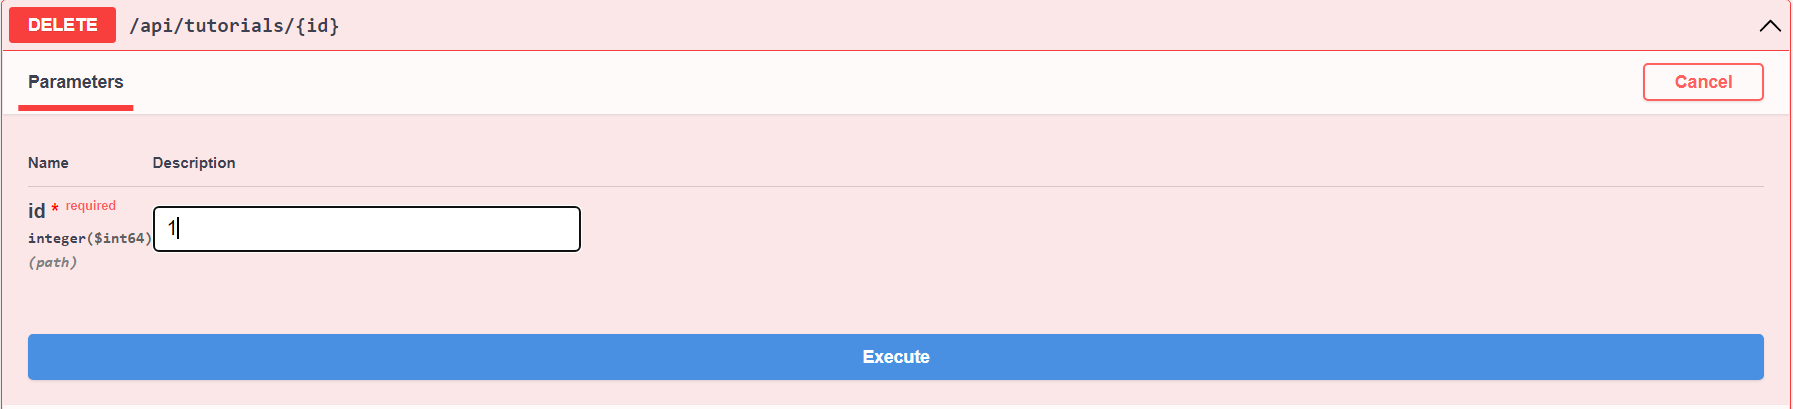 DELETE /api/tutorials/{id}
Parameters Cancel
Name Description
id * required
integer($int64)
(path)
1
Execute